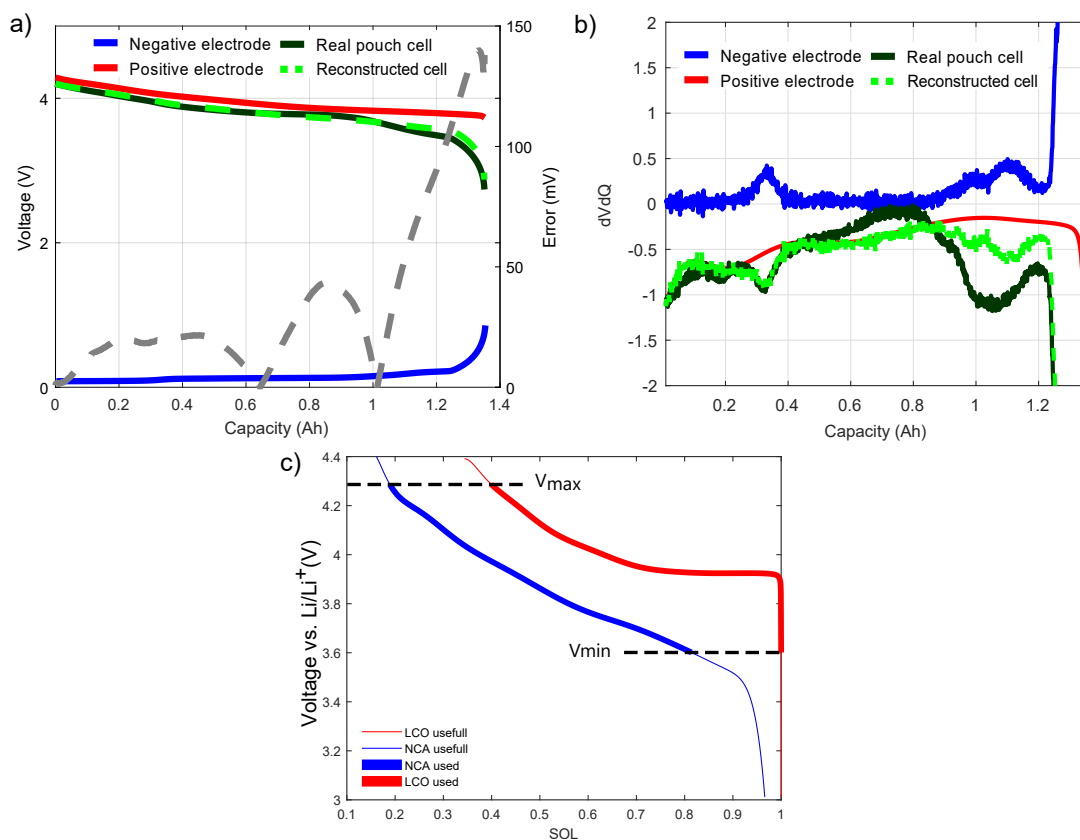 a)
Negative electrode
Real pouch cell
Positive electrode
Reconstructed cell
Voltage (V)
4
2
0
Error (mV)
150
100
50
0
0 0.2 0.4 0.6 0.8 1 1.2 1.4
Capacity (Ah)
b)
Negative electrode
Real pouch cell
Positive electrode
Reconstructed cell
dVdQ
2
1.5
1
0.5
0
-0.5
-1
-1.5
-2
0.2 0.4 0.6 0.8 1 1.2
Capacity (Ah)
c)
Voltage vs. Li/Li+(V)
4.4
4.2
4
3.8
3.6
3.4
3.2
3
Vmax
Vmin
LCO usefull
NCA usefull
NCA used
LCO used
0.1 0.2 0.3 0.4 0.5 0.6 0.7 0.8 0.9 1
SOL